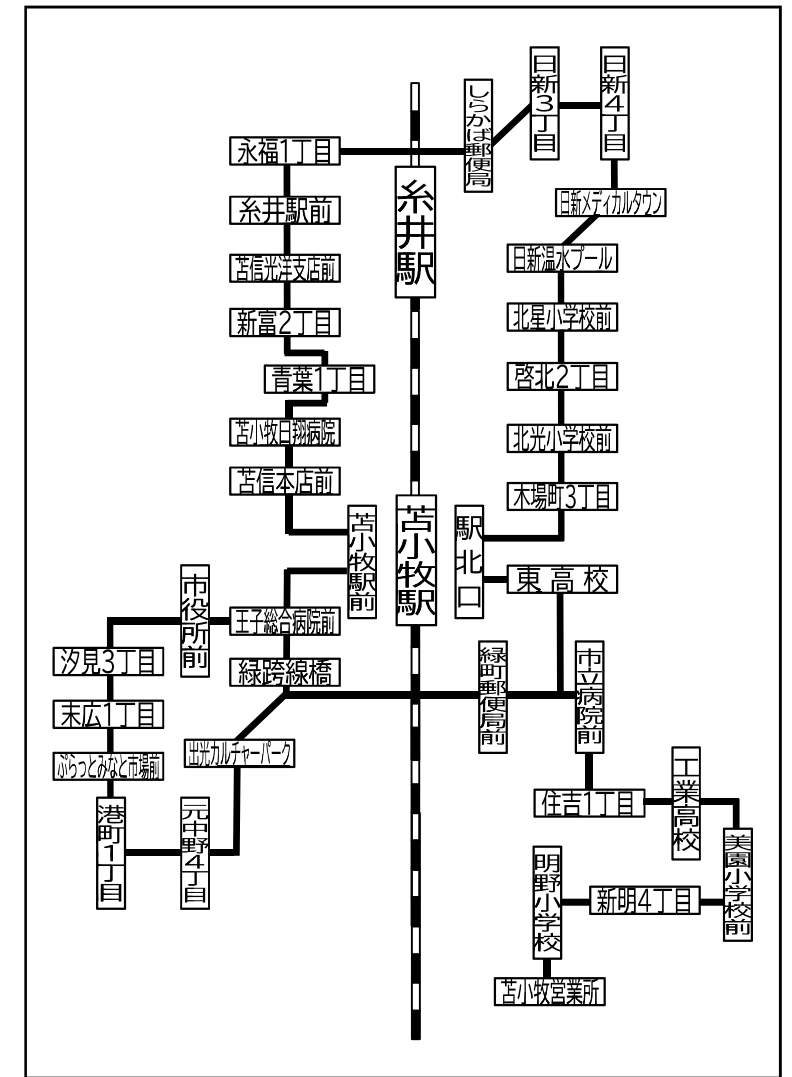 日新3丁目
日新4丁目
しらかば郵便局
永福1丁目
糸井駅
日新メディカルタウン
糸井駅前
日新温水プール
苫信光洋支店前
北星小学校前
新富2丁目
啓北2丁目
青葉1丁目
北光小学校前
苫小牧日翔病院
苫信本店前
木場町3丁目
苫小牧駅前
苫小牧駅
駅北口
東高校
市役所前
王子総合病院前
汐見3丁目
緑跨線橋
緑町郵便局前
市立病院前
末広1丁目
出光カルチャーパーク
ぷらっとみなと市場前
工業高校
住吉1丁目
港町1丁目
元中野4丁目
美園小学校前
明野小学校
新明4丁目
苫小牧営業所